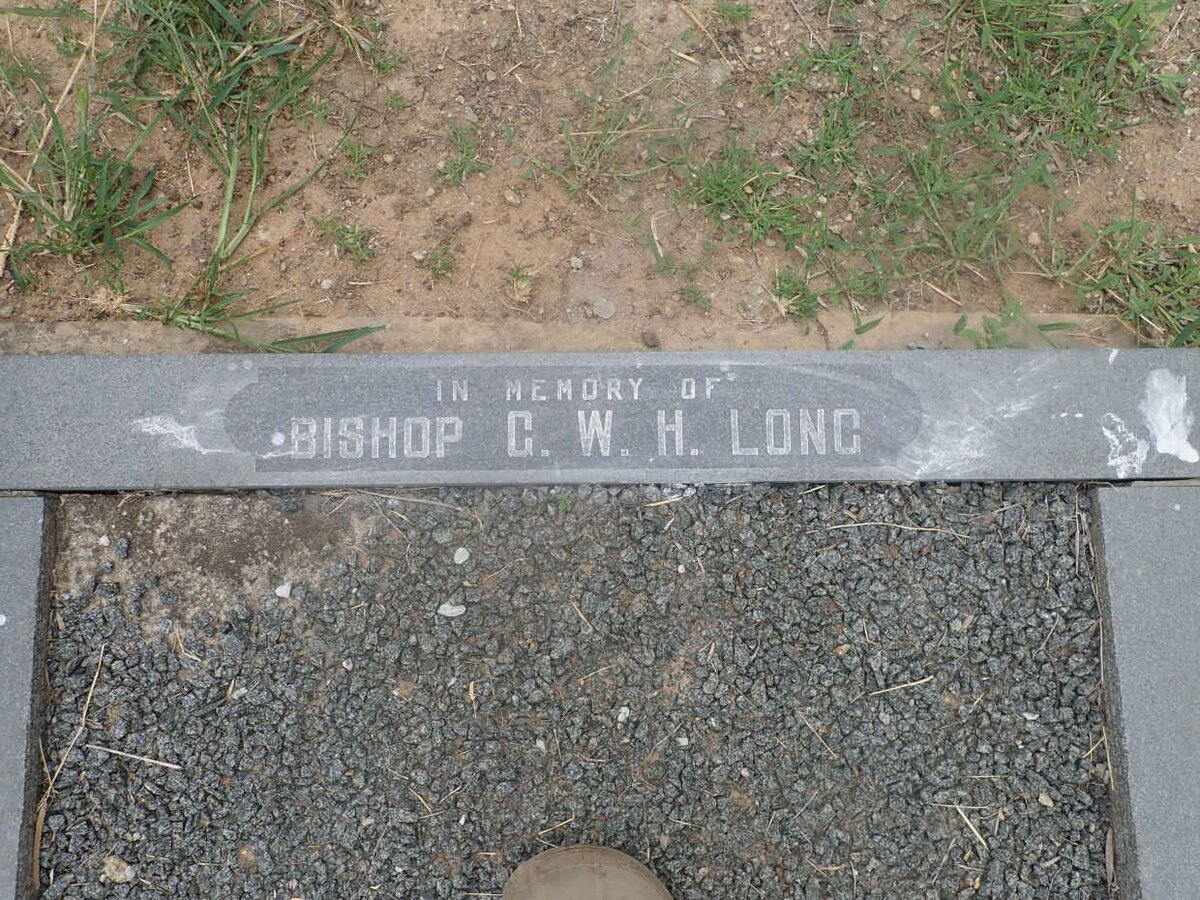 IN MEMORY OF
BISHOP G. W. H. LONG